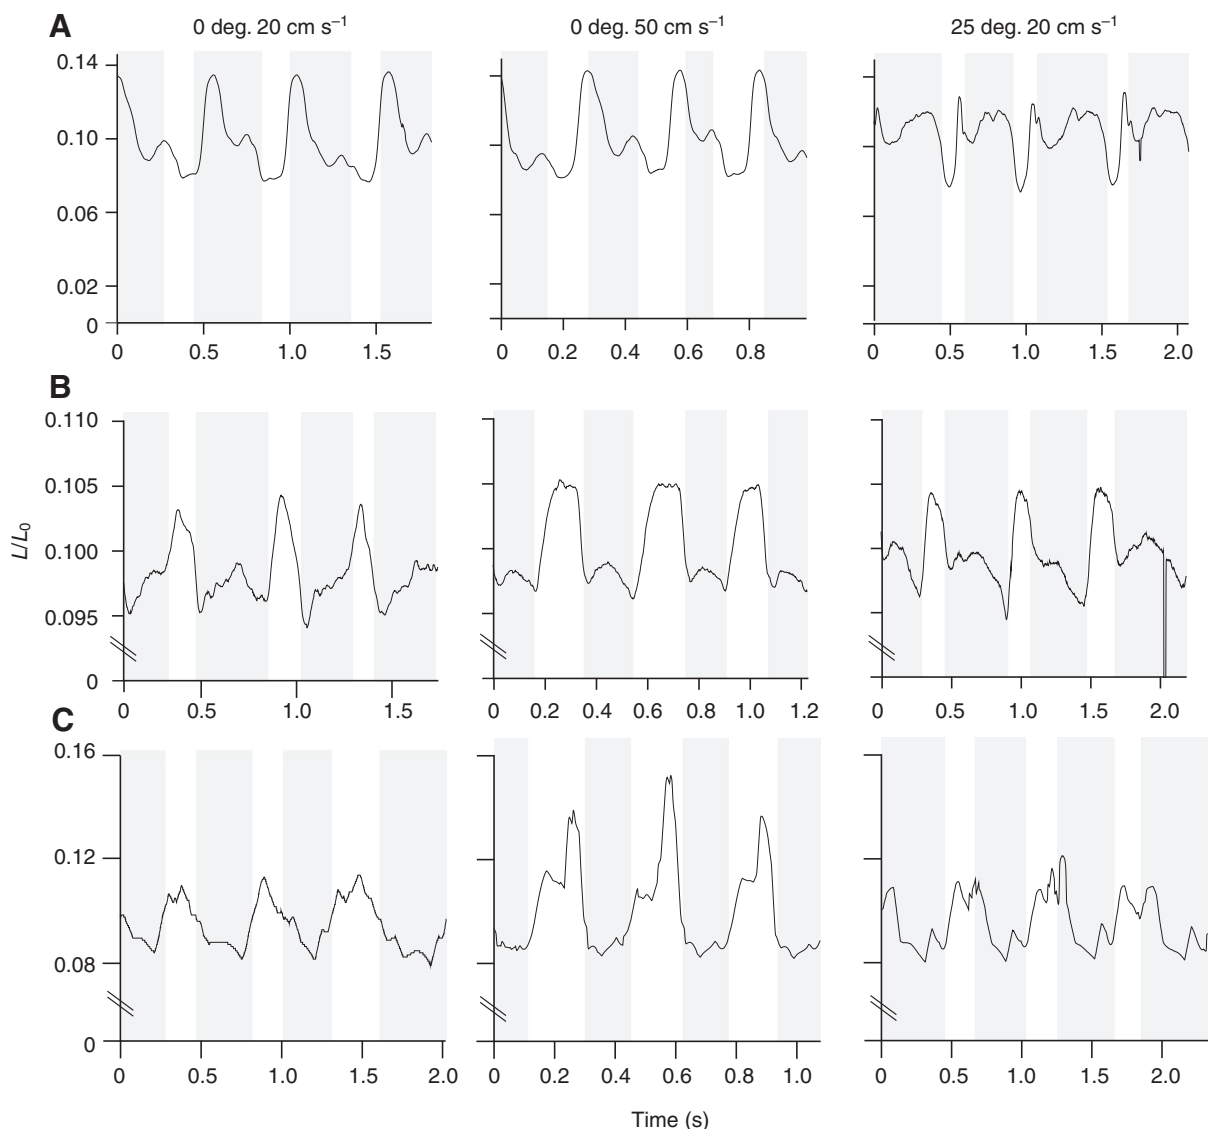 A
0 deg. 20 cm s–1
0 deg. 50 cm s–1
25 deg. 20 cm s–1
0.14
0.10
0.06
0.02
0
0 0.5 1.0 1.5
0 0.2 0.4 0.6 0.8
0 0.5 1.0 1.5 2.0
B
0.110
0.105
0.100
0.095
0
L/L0
0 0.5 1.0 1.5
0 0.2 0.4 0.6 0.8 1.0 1.2
0 0.5 1.0 1.5 2.0
C
0.16
0.12
0.08
0
0 0.5 1.0 1.5 2.0
0 0.2 0.4 0.6 0.8 1.0
0 0.5 1.0 1.5 2.0
Time (s)